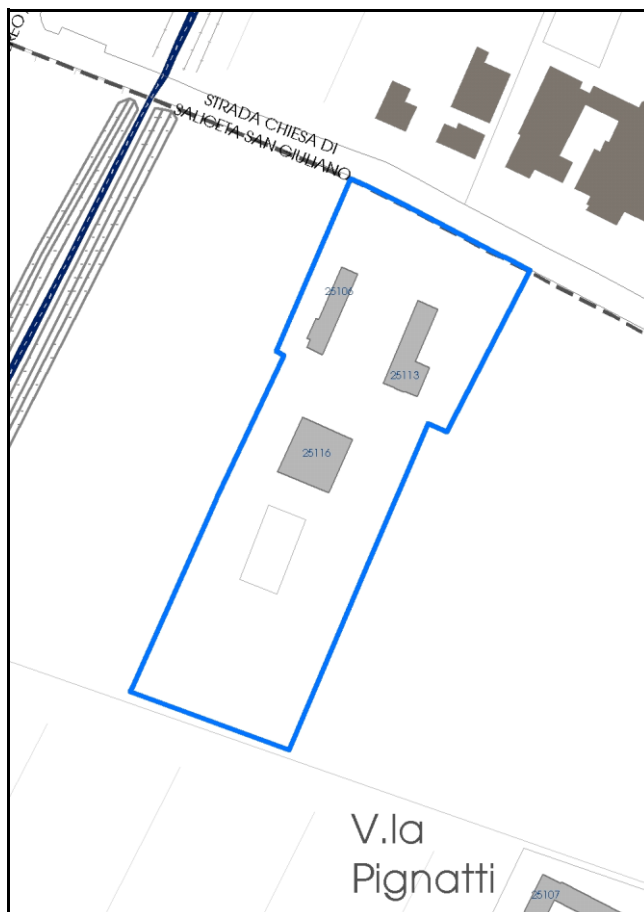 STRADA CHIESA DI
SALICETA SAN GIULIANO
25106
25113
25116
V.la
Pignatti
25107